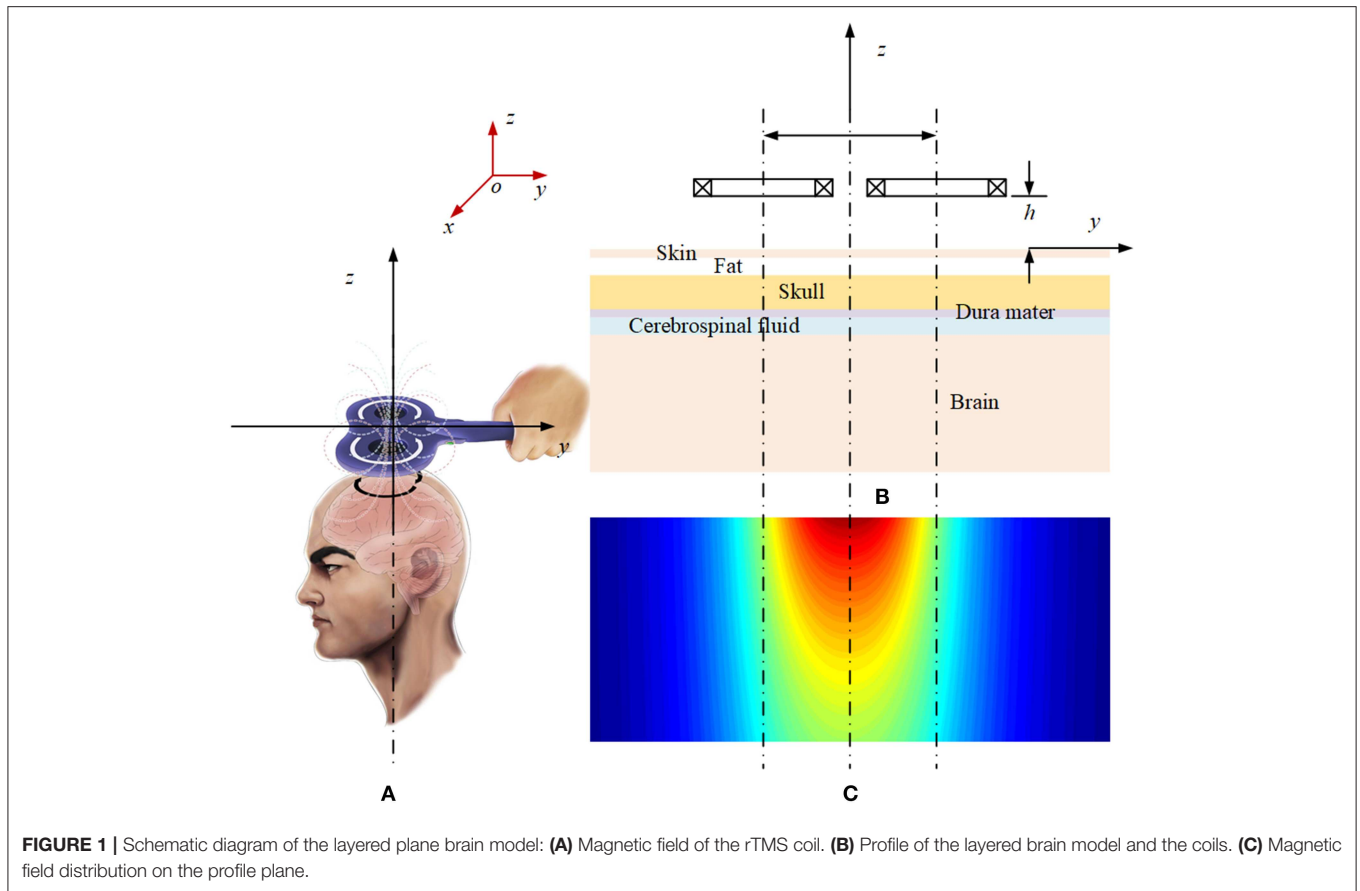 z
o
y
x
z
y
A
z
h
y
Skin
Fat
Skull
Dura mater
Cerebrospinal fluid
Brain
B
C
FIGURE 1 | Schematic diagram of the layered plane brain model: (A) Magnetic field of the rTMS coil. (B) Profile of the layered brain model and the coils. (C) Magnetic
field distribution on the profile plane.